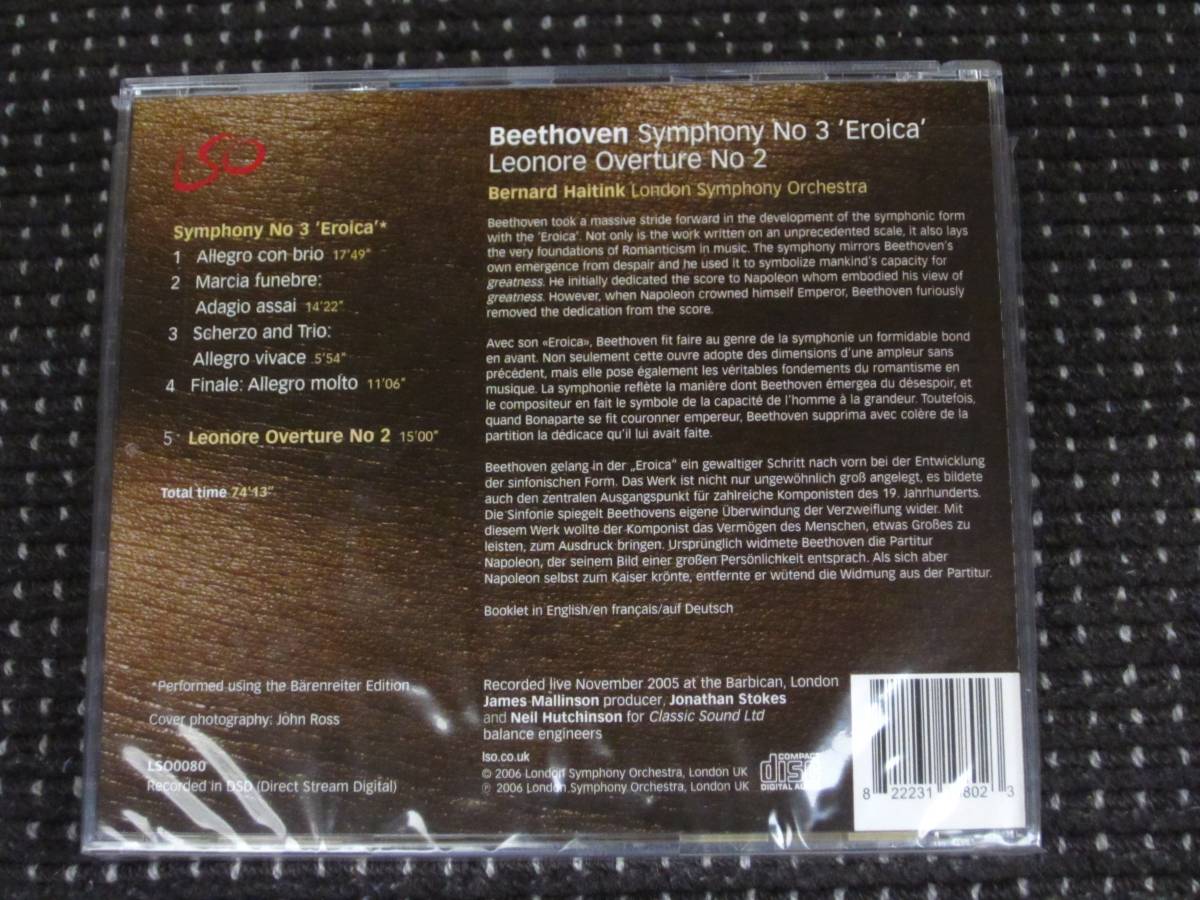 LSO
Beethoven Symphony No 3 'Eroica'
Leonore Overture No 2
Bernard Haitink London Symphony Orchestra
Symphony No 3 'Eroica'*
1 Allegro con brio 17'49"
2 Marcia funebre:
Adagio assai 14'22"
3 Scherzo and Trio:
Allegro vivace 5'54"
4 Finale: Allegro molto 11'06"
5 Leonore Overture No 2 15'00"
Total time 74'13"
Beethoven took a massive stride forward in the development of the symphonic form
with the 'Eroica'. Not only is the work written on an unprecedented scale, it also lays
the very foundations of Romanticism in music. The symphony mirrors Beethoven's
own emergence from despair and he used it to symbolize mankind's capacity for
greatness. He initially dedicated the score to Napoleon whom embodied his view of
greatness. However, when Napoleon crowned himself Emperor, Beethoven furiously
removed the dedication from the score.
Avec son «Eroica», Beethoven fit faire au genre de la symphonie un formidable bond
en avant. Non seulement cette ouvre adopte des dimensions d'une ampleur sans
précédent, mais elle pose également les véritables fondements du romantisme en
musique. La symphonie reflète la manière dont Beethoven émergea du désespoir, et
le compositeur en fait le symbole de la capacité de l'homme à la grandeur. Toutefois,
quand Bonaparte se fit couronner empereur, Beethoven supprima avec colère de la
partition la dédicace qu'il lui avait faite.
Beethoven gelang in der „Eroica" ein gewaltiger Schritt nach vorn bei der Entwicklung
der sinfonischen Form. Das Werk ist nicht nur ungewöhnlich groß angelegt, es bildete
auch den zentralen Ausgangspunkt für zahlreiche Komponisten des 19. Jahrhunderts.
Die Sinfonie spiegelt Beethovens eigene Überwindung der Verzweiflung wider. Mit
diesem Werk wollte der Komponist das Vermögen des Menschen, etwas Großes zu
leisten, zum Ausdruck bringen. Ursprünglich widmete Beethoven die Partitur
Napoleon, der seinem Bild einer großen Persönlichkeit entsprach. Als sich aber
Napoleon selbst zum Kaiser krönte, entfernte er wütend die Widmung aus der Partitur.
Booklet in English/en français/auf Deutsch
*Performed using the Bärenreiter Edition
Cover photography: John Ross
LSO0080
Recorded in DSD (Direct Stream Digital)
Recorded live November 2005 at the Barbican, London
James Mallinson producer, Jonathan Stokes
and Neil Hutchinson for Classic Sound Ltd
balance engineers
lso.co.uk
© 2006 London Symphony Orchestra, London UK
℗ 2006 London Symphony Orchestra, London UK
COMPACT
disc
DIGITAL
8 22231 802 3